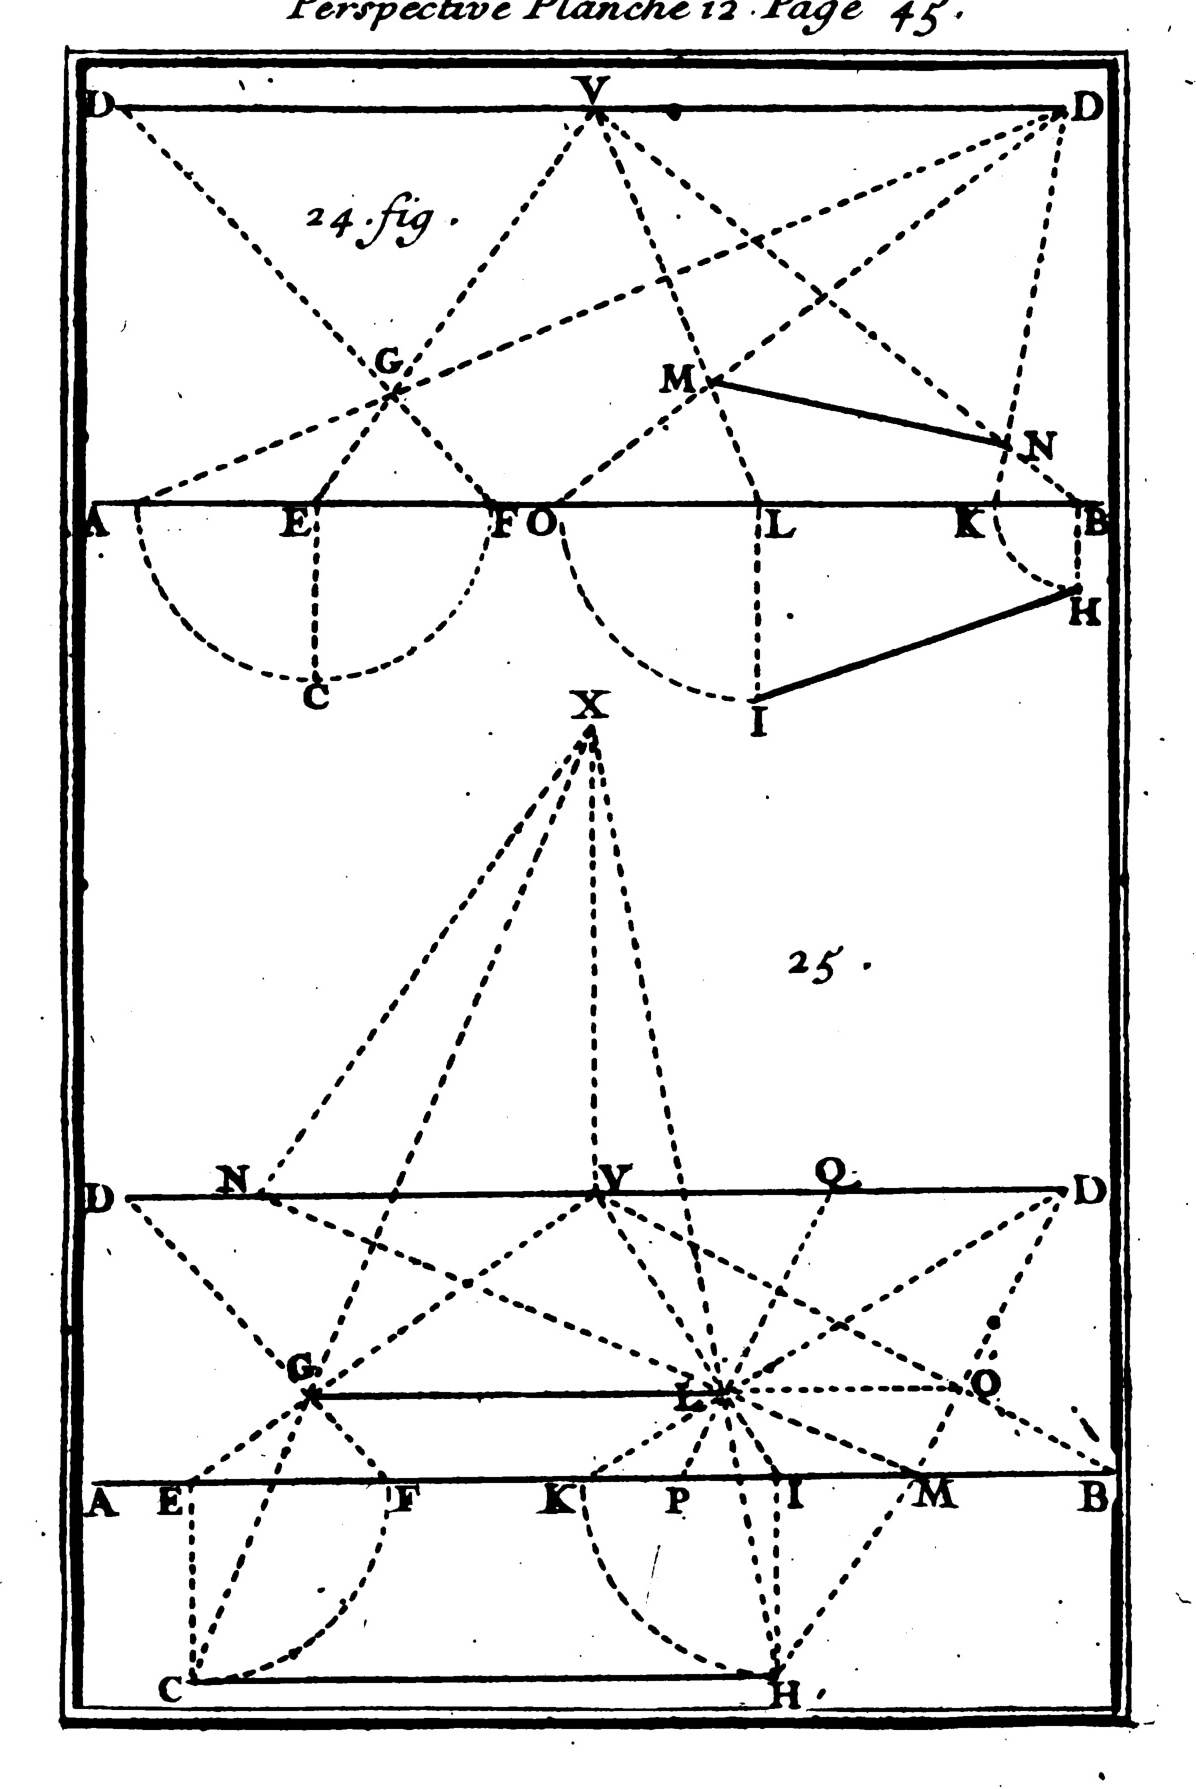 Perspective Planche 12. Page 45.
D V D
24. fig.
G M N
A E F O L K B
H
C I
X
25.
D N V Q D
G L O
A E F K P I M B
C H